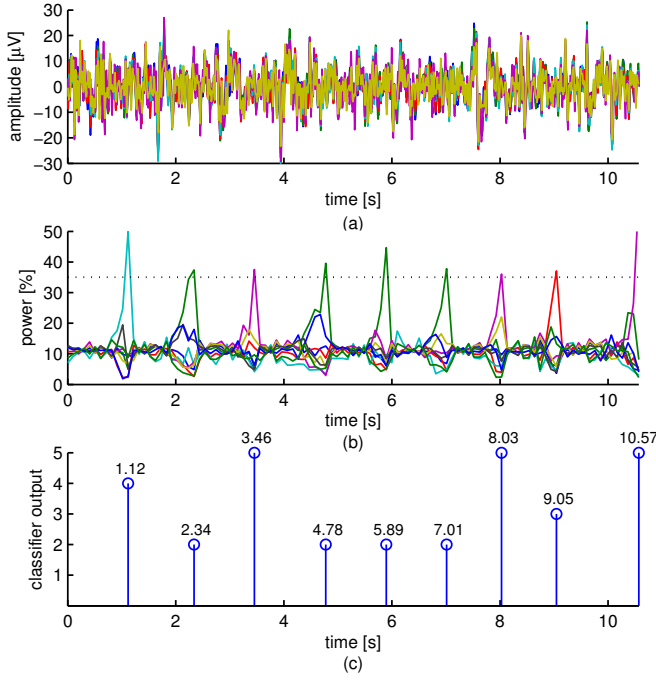 30
20
10
0
−10
−20
−30
amplitude [µV]
0 2 4 6 8 10
time [s]
(a)
50
40
30
20
10
0
power [%]
0 2 4 6 8 10
time [s]
(b)
5
4
3
2
1
classifier output
1.12
2.34
3.46
4.78
5.89
7.01
8.03
9.05
10.57
0 2 4 6 8 10
time [s]
(c)